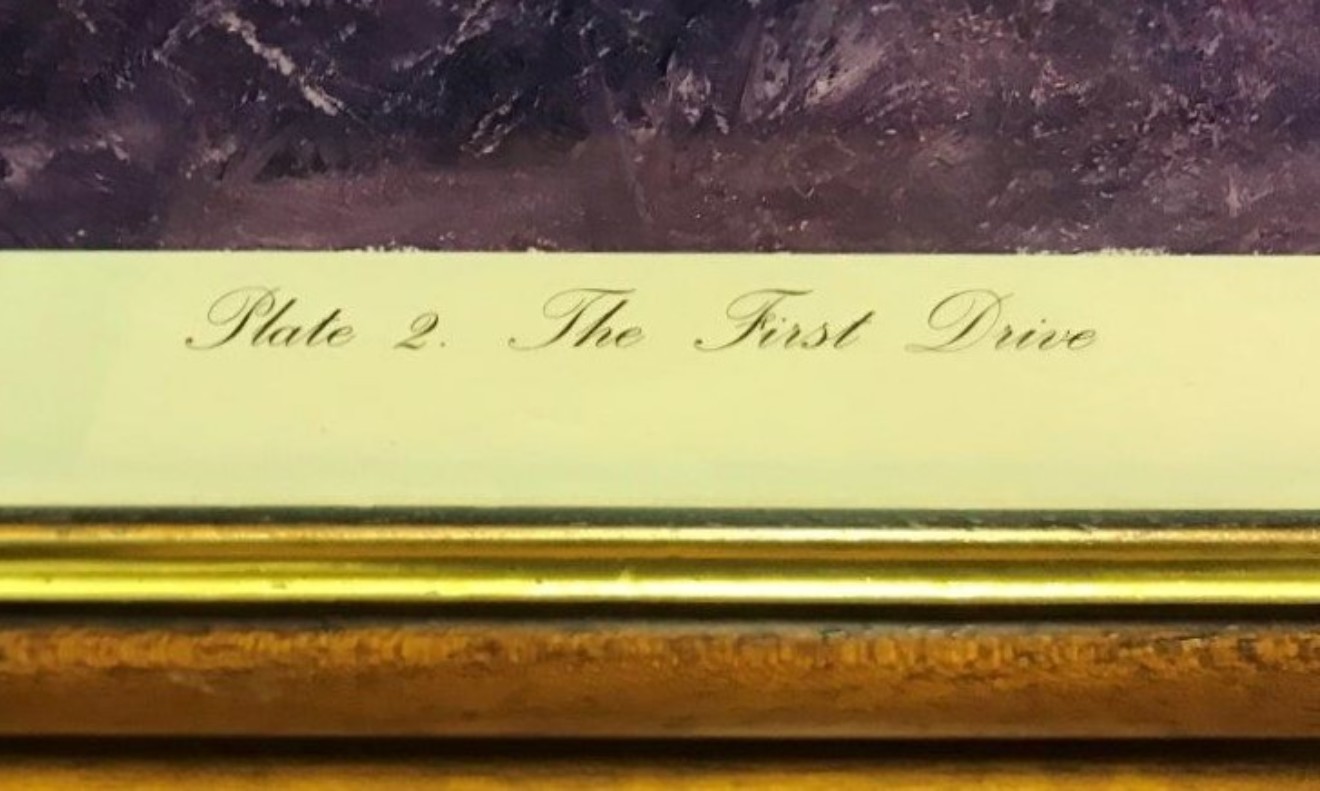 Plate 2. The First Drive